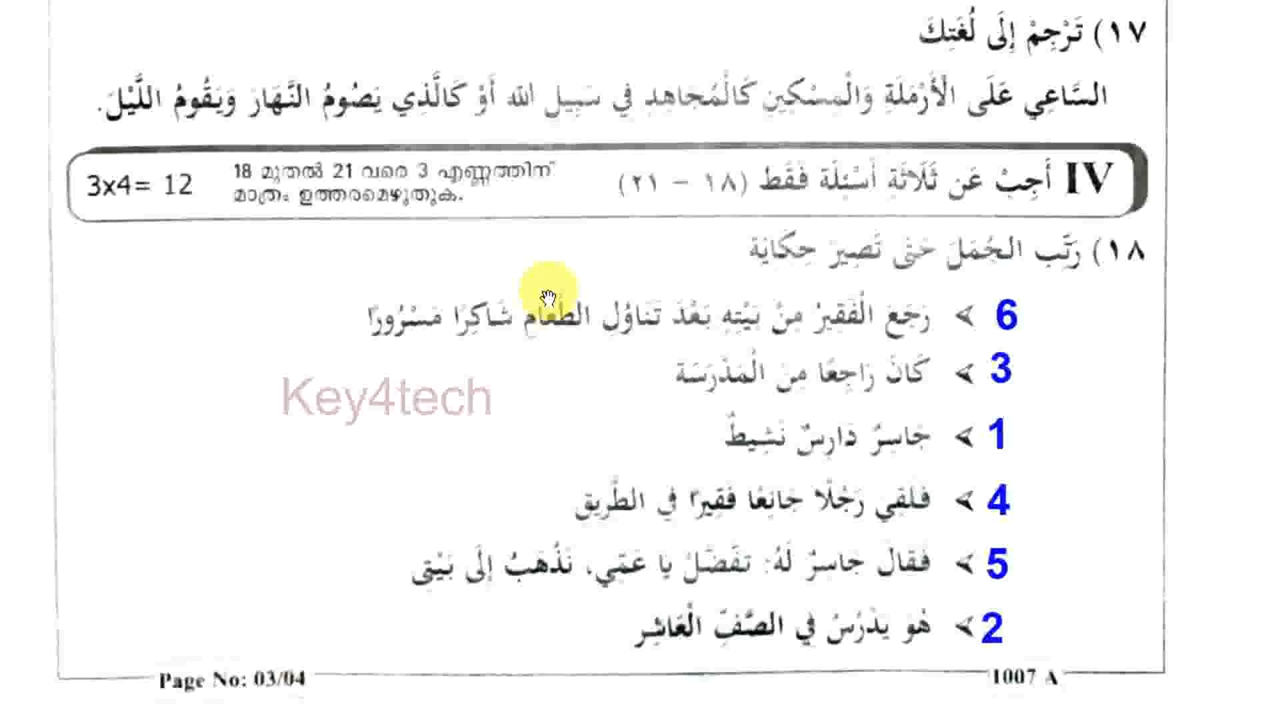 ١٧) تَرْجِمْ إِلَى لُغَتِكَ
السَّاعِي عَلَى الْأَرْمَلَةِ وَالْمِسْكِينِ كَالْمُجَاهِدِ فِي سَبِيلِ اللّٰه أَوْ كَالَّذِي يَصُومُ النَّهَارَ وَيَقُومُ اللَّيْلَ.
IV أَجِبْ عَن ثَلَاثَةِ أَسْئِلَة فَقَط (١٨ – ٢١) 18 മുതൽ 21 വരെ 3 എണ്ണത്തിന് 3x4= 12
മാത്രം ഉത്തരമെഴുതുക.
١٨) رَتِّب الجُمَلَ حَتى تَصِيرَ حِكَايَة
6 رَجَعَ الْفَقِيرُ مِنْ بَيْتِهِ بَعْدَ تَنَاوُلِ الطَّعَامِ شَاكِرًا مَسْرُورًا
3 كَانَ رَاجِعًا مِنَ الْمَدْرَسَة
Key4tech
1 جَاسِرُ دَارِسٌ نَشِيطٌ
4 فَلَقِي رَجُلًا جَائِعًا فَقِيرًا فِي الطَّرِيق
5 فَقَالَ جَاسِرُ لَهُ: تَفَضَّلْ يَا عَمِّي، نَذْهَبُ إِلَى بَيْتِي
2 هُوَ يَدْرُسُ فِي الصَّفِّ الْعَاشِر
Page No: 03/04 1007 A